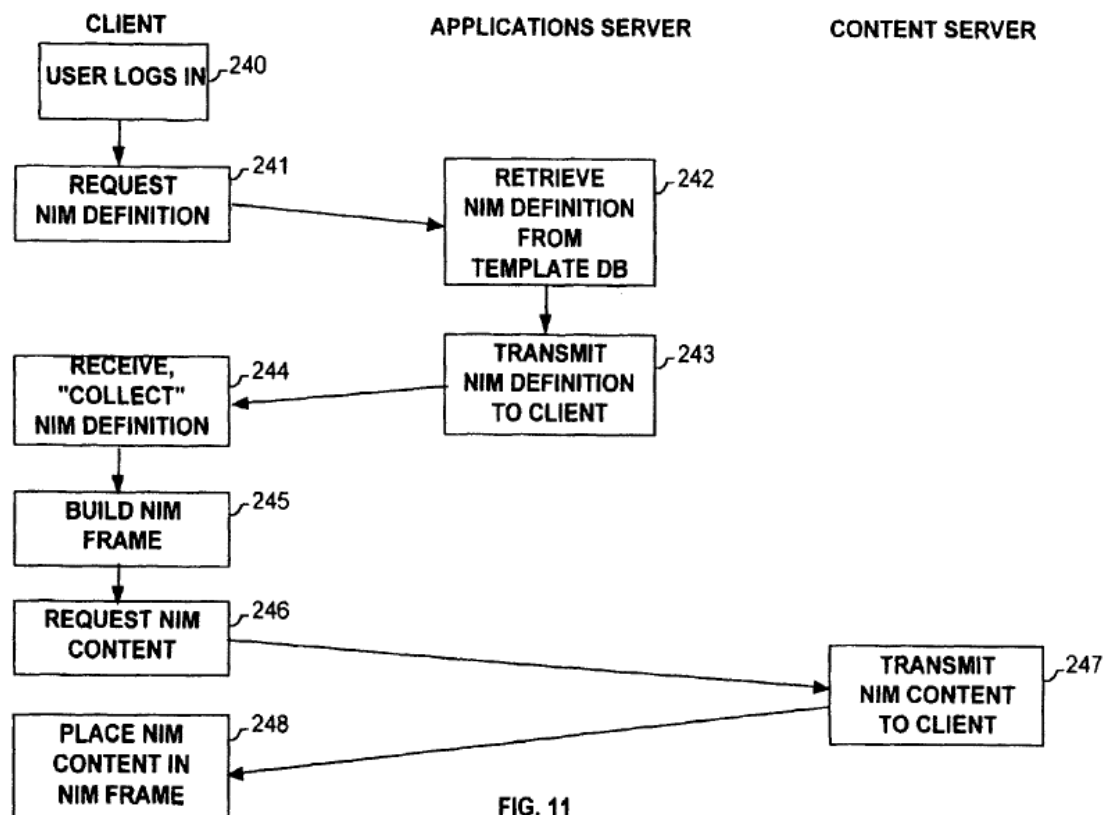 CLIENT
APPLICATIONS SERVER
CONTENT SERVER
USER LOGS IN
240
REQUEST
NIM DEFINITION
241
RETRIEVE
NIM DEFINITION
FROM
TEMPLATE DB
242
TRANSMIT
NIM DEFINITION
TO CLIENT
243
RECEIVE,
"COLLECT"
NIM DEFINITION
244
BUILD NIM
FRAME
245
REQUEST NIM
CONTENT
246
TRANSMIT
NIM CONTENT
TO CLIENT
247
PLACE NIM
CONTENT IN
NIM FRAME
248
FIG. 11